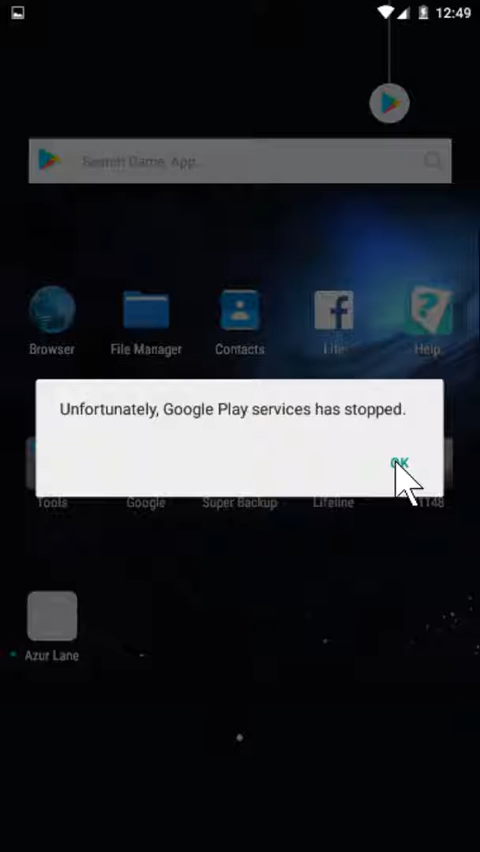 12:49
Search Game, App...
Browser
File Manager
Contacts
Lite
Help
Unfortunately, Google Play services has stopped.
OK
Tools
Google
Super Backup
Lifeline
Azur Lane